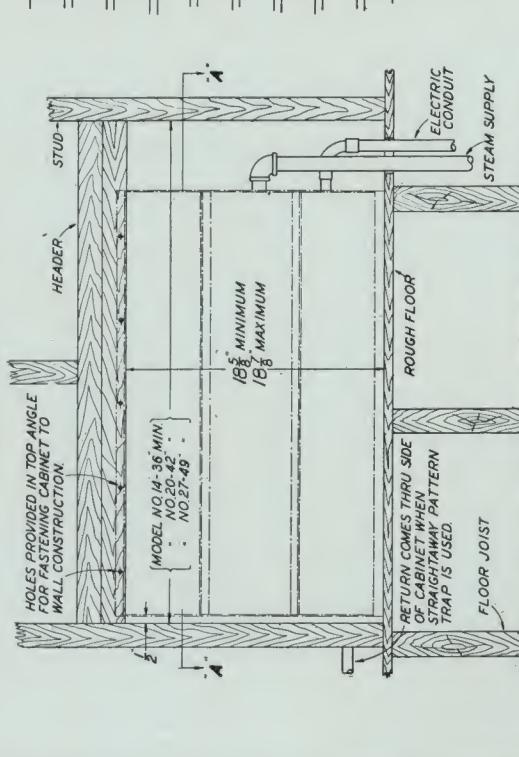 HOLES PROVIDED IN TOP ANGLE
FOR FASTENING CABINET TO
WALL CONSTRUCTION.
HEADER
STUD
"A"
"A"
1/2"
MODEL NO.14-36" MIN.
" NO.20-42" "
" NO.27-49" "
18 5/8" MINIMUM
18 7/8" MAXIMUM
ELECTRIC
CONDUIT
STEAM SUPPLY
ROUGH FLOOR
RETURN COMES THRU SIDE
OF CABINET WHEN
STRAIGHTAWAY PATTERN
TRAP IS USED.
FLOOR JOIST